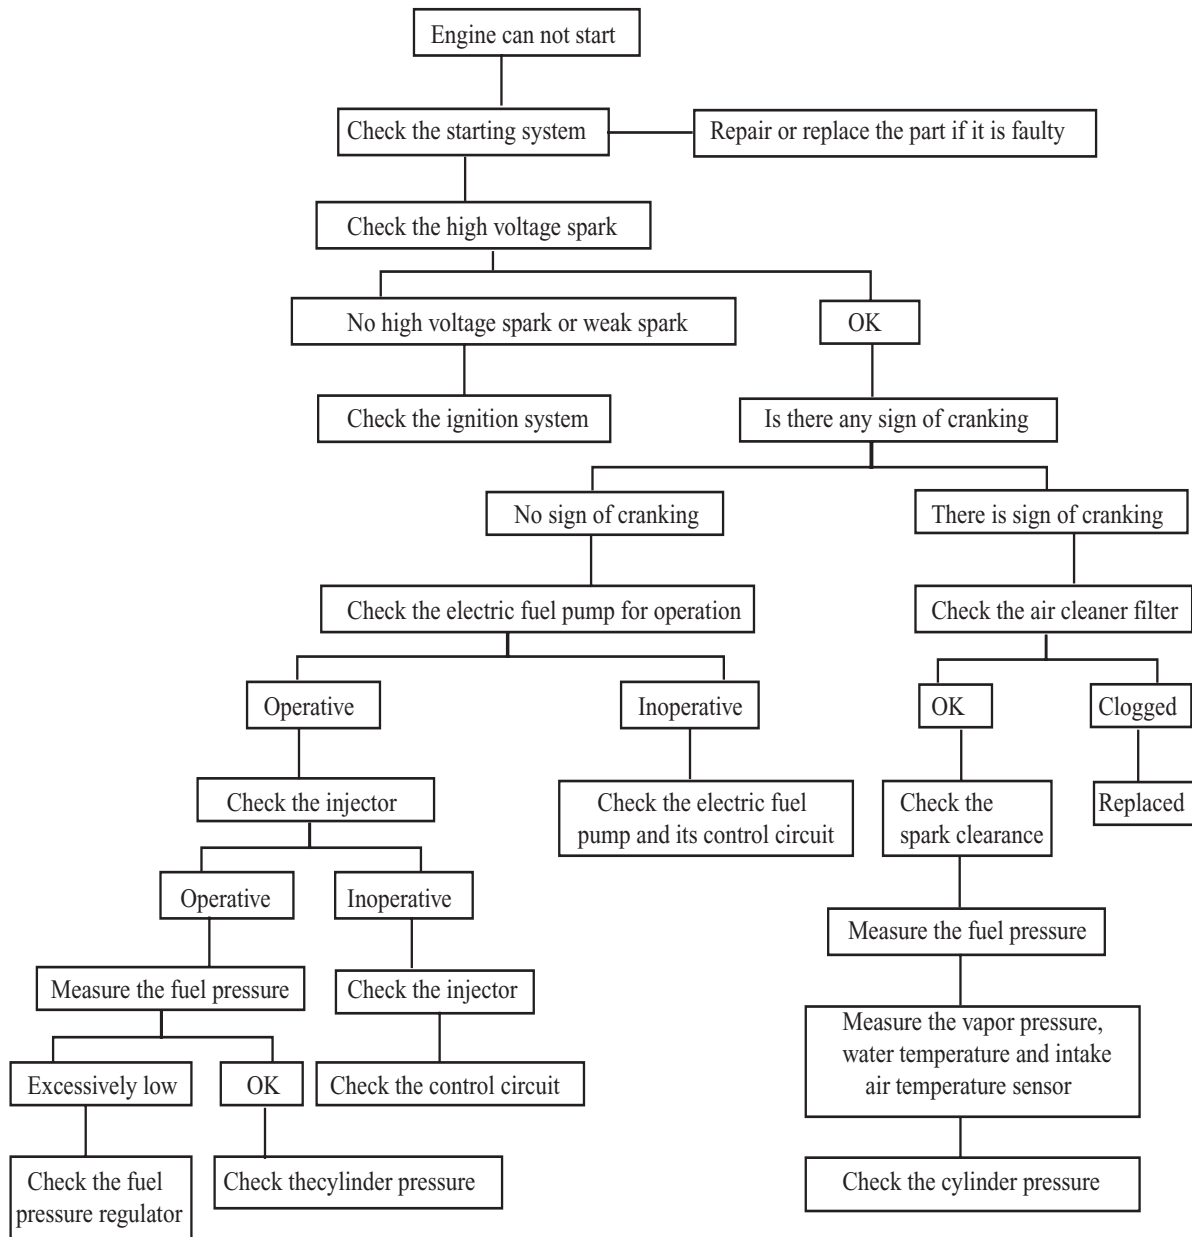 Engine can not start
Check the starting system
Repair or replace the part if it is faulty
Check the high voltage spark
No high voltage spark or weak spark
OK
Check the ignition system
Is there any sign of cranking
No sign of cranking
There is sign of cranking
Check the electric fuel pump for operation
Check the air cleaner filter
Operative
Inoperative
OK
Clogged
Check the injector
Check the electric fuel
pump and its control circuit
Check the
spark clearance
Replaced
Operative
Inoperative
Measure the fuel pressure
Measure the fuel pressure
Check the injector
Measure the vapor pressure,
water temperature and intake
air temperature sensor
Excessively low
OK
Check the control circuit
Check the fuel
pressure regulator
Check thecylinder pressure
Check the cylinder pressure